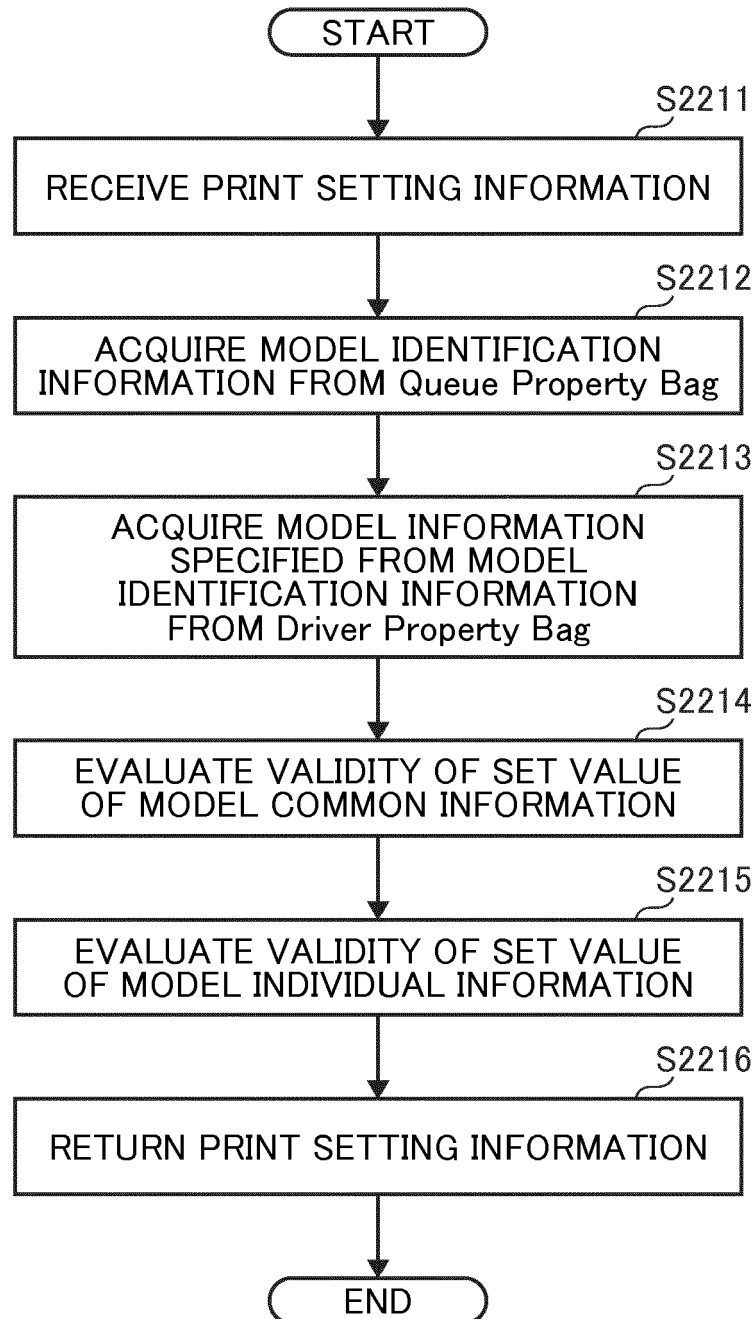 START
S2211
RECEIVE PRINT SETTING INFORMATION
S2212
ACQUIRE MODEL IDENTIFICATION
INFORMATION FROM Queue Property Bag
S2213
ACQUIRE MODEL INFORMATION
SPECIFIED FROM MODEL
IDENTIFICATION INFORMATION
FROM Driver Property Bag
S2214
EVALUATE VALIDITY OF SET VALUE
OF MODEL COMMON INFORMATION
S2215
EVALUATE VALIDITY OF SET VALUE
OF MODEL INDIVIDUAL INFORMATION
S2216
RETURN PRINT SETTING INFORMATION
END